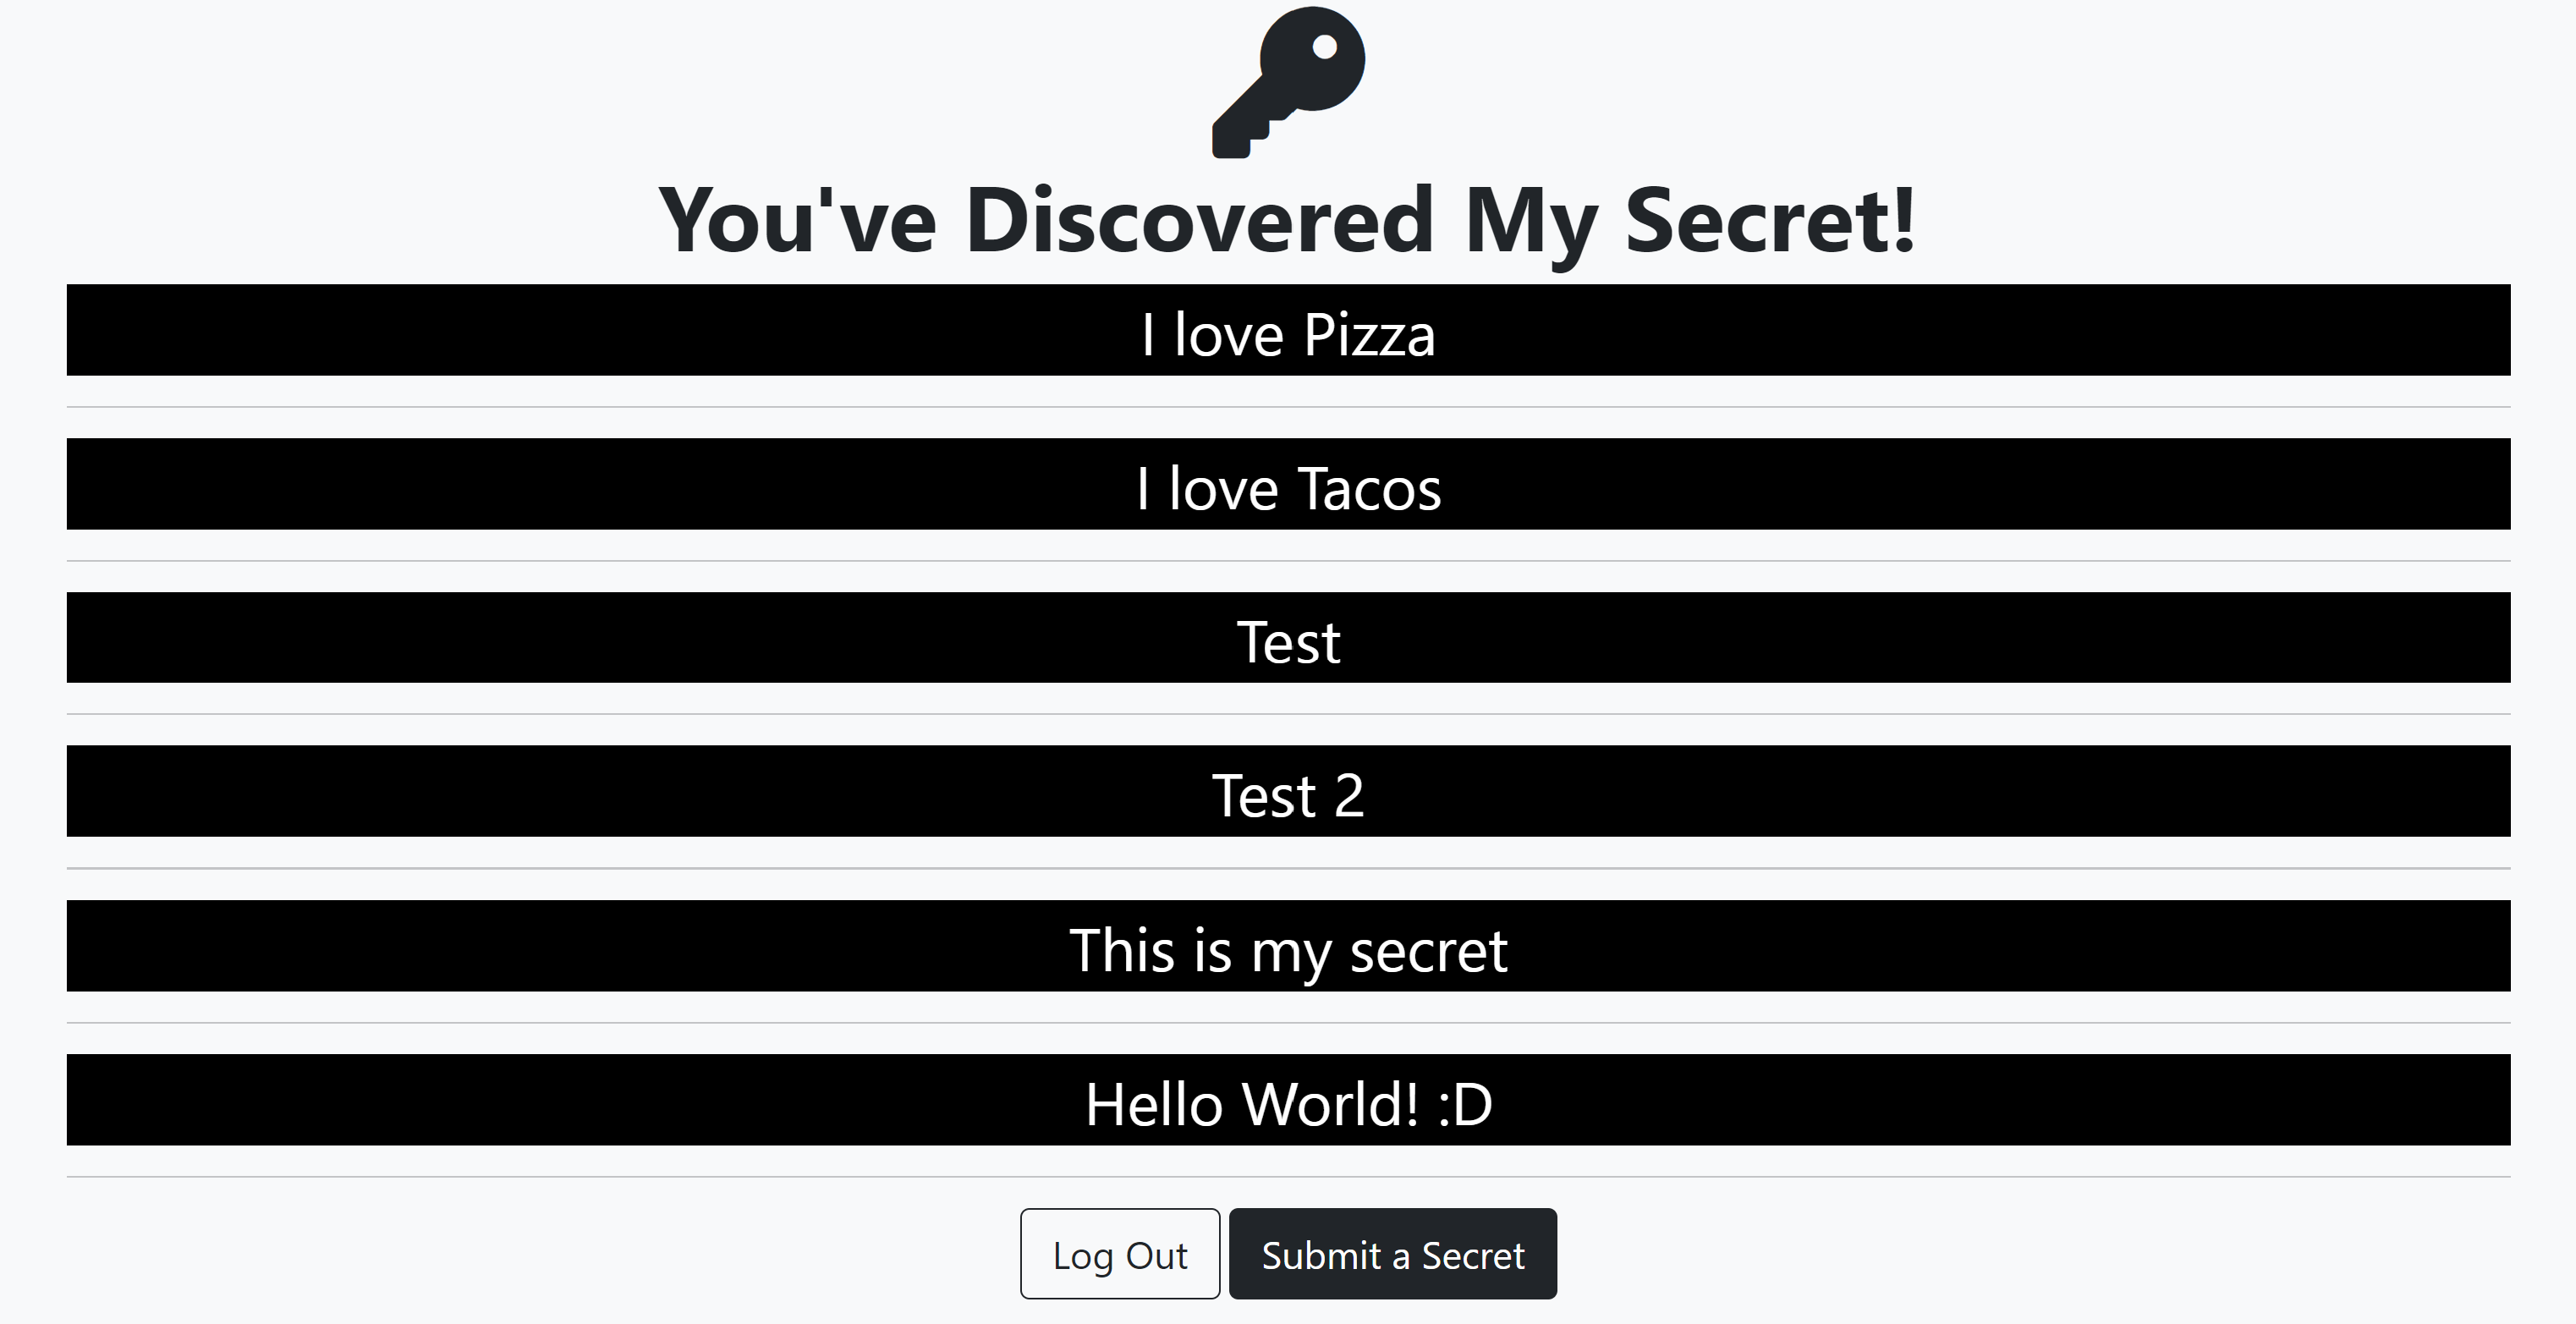 You've Discovered My Secret!
I love Pizza
I love Tacos
Test
Test 2
This is my secret
Hello World! :D
Log Out
Submit a Secret